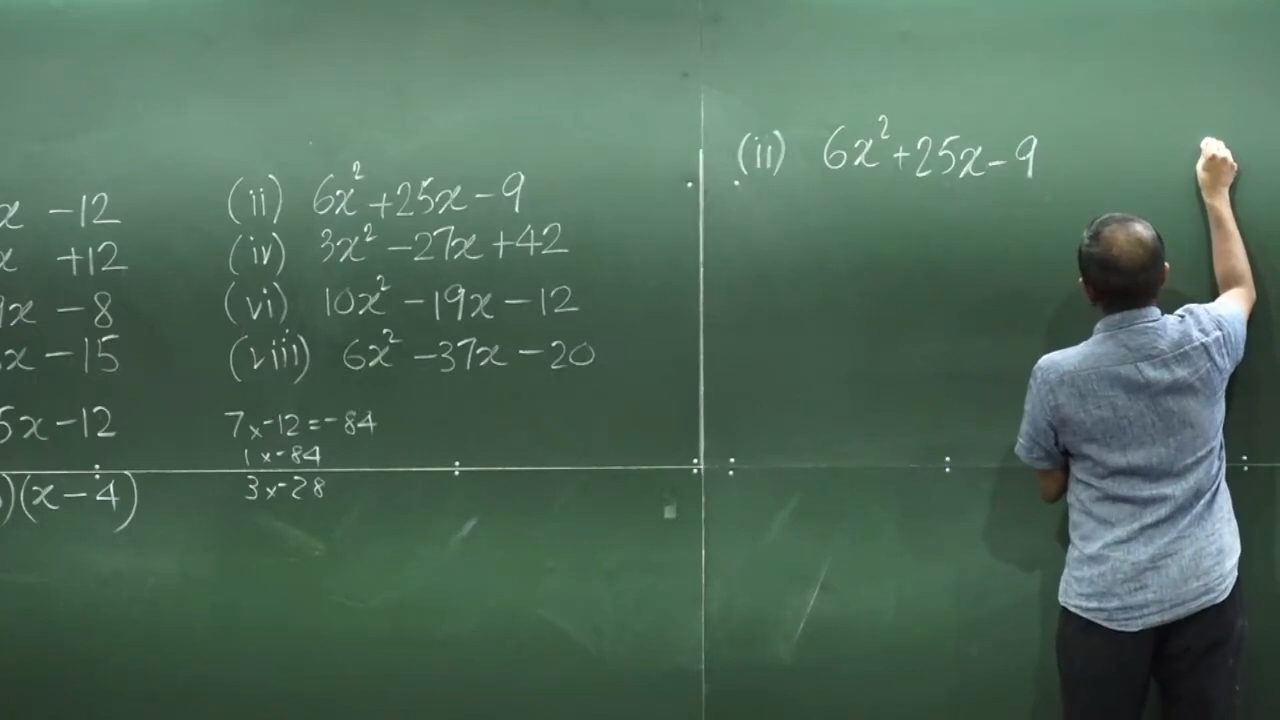 x - 12
(ii) 6x² + 25x - 9
x + 12
(iv) 3x² - 27x + 42
x - 8
(vi) 10x² - 19x - 12
x - 15
(viii) 6x² - 37x - 20
5x - 12
7 x -12 = -84
1 x -84
)(x - 4)
3 x -28
(ii) 6x² + 25x - 9